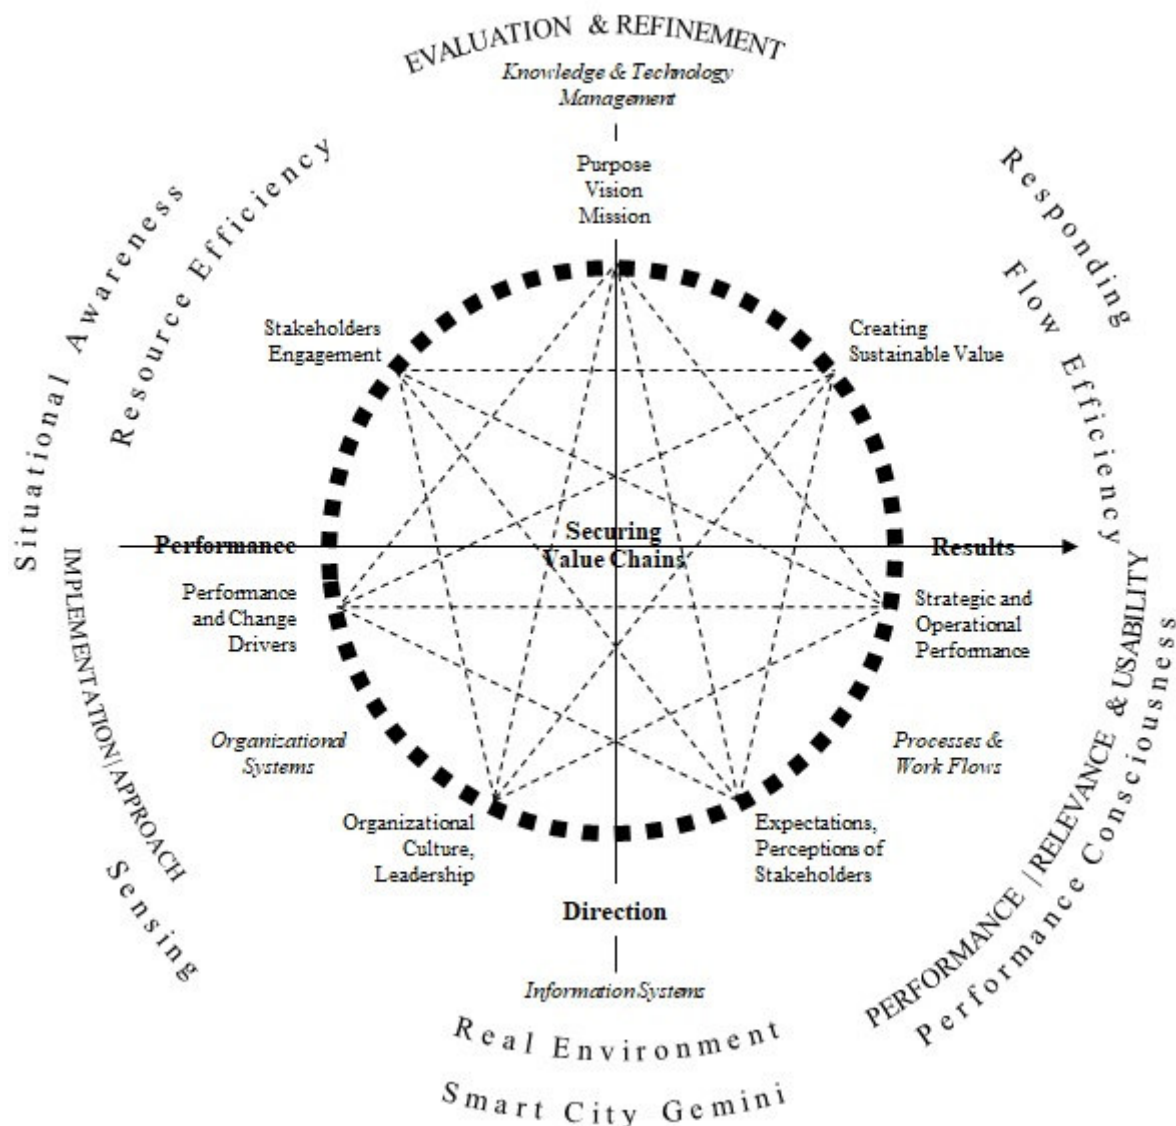 EVALUATION & REFINEMENT
Knowledge & Technology
Management
Purpose
Vision
Mission
Situational Awareness
Resource Efficiency
Responding
Flow Efficiency
Stakeholders
Engagement
Creating
Sustainable Value
Performance
Securing
Value Chains
Results
Performance
and Change
Drivers
Strategic and
Operational
Performance
IMPLEMENTATION|APPROACH
Sensing
Organizational
Systems
Processes &
Work Flows
PERFORMANCE |RELEVANCE & USABILITY
Performance Consciousness
Organizational
Culture,
Leadership
Expectations,
Perceptions of
Stakeholders
Direction
Information Systems
Real Environment
Smart City Gemini